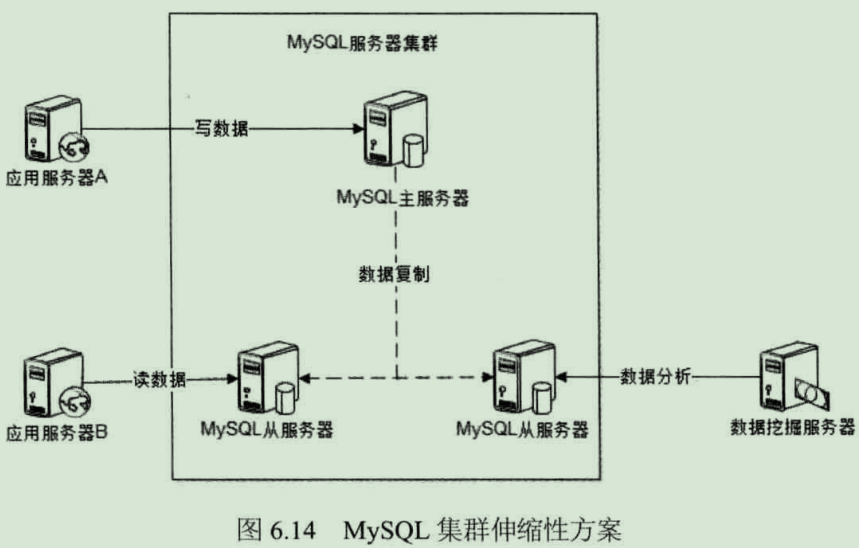 MySQL服务器集群
写数据
应用服务器A
MySQL主服务器
数据复制
读数据
数据分析
应用服务器B
MySQL从服务器
MySQL从服务器
数据挖掘服务器
图 6.14 MySQL 集群伸缩性方案